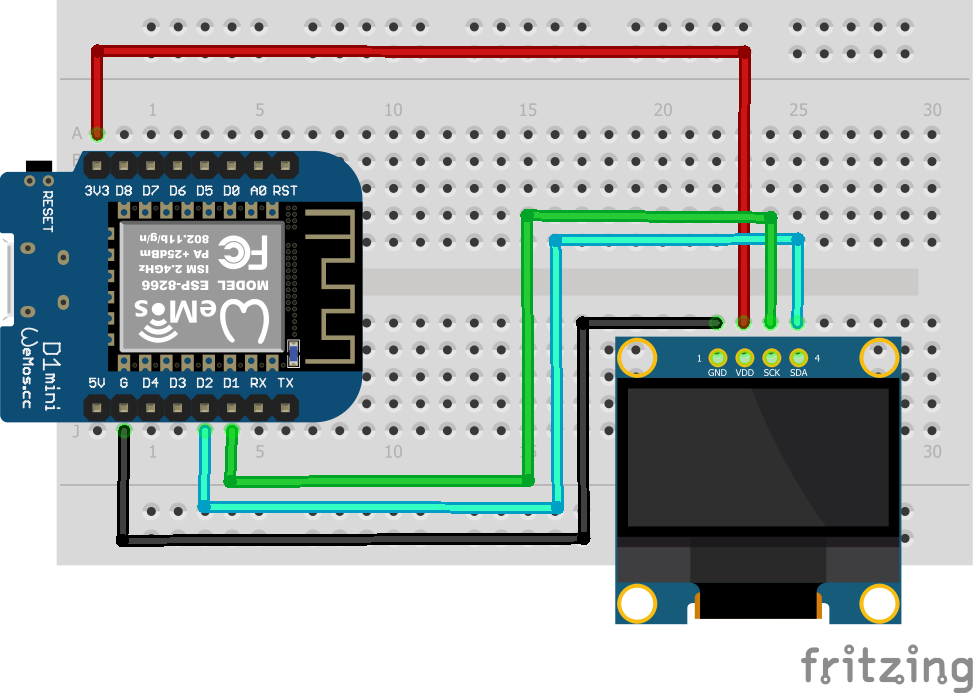 1 5 10 15 20 25 30
A
3V3 D8 D7 D6 D5 D0 A0 RST
RESET
802.11b/g/n
PA +25dBm
ISM 2.4GHz
MODEL ESP-8266
FC
WeMos
D1 mini
WeMos.cc
5V G D4 D3 D2 D1 RX TX
1 4
GND VDD SCK SDA
J
1 5 10 15 30
fritzing